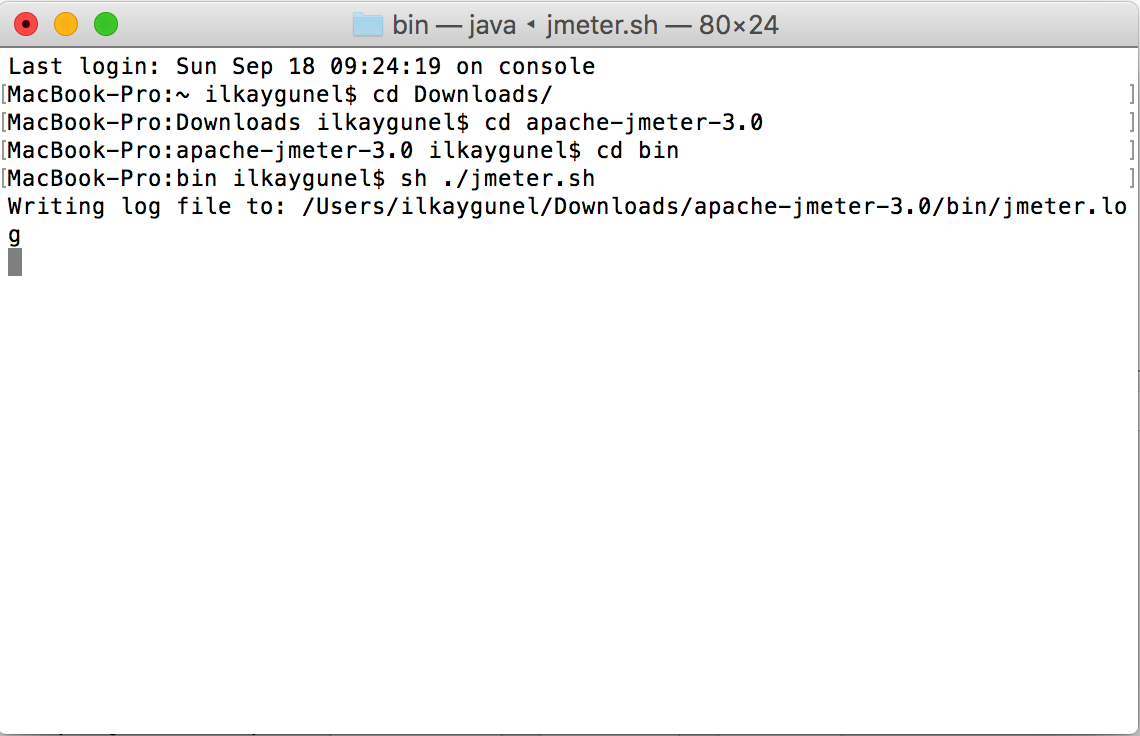 bin — java ◂ jmeter.sh — 80×24
Last login: Sun Sep 18 09:24:19 on console
[MacBook-Pro:~ ilkaygunel$ cd Downloads/ ]
[MacBook-Pro:Downloads ilkaygunel$ cd apache-jmeter-3.0 ]
[MacBook-Pro:apache-jmeter-3.0 ilkaygunel$ cd bin ]
[MacBook-Pro:bin ilkaygunel$ sh ./jmeter.sh ]
Writing log file to: /Users/ilkaygunel/Downloads/apache-jmeter-3.0/bin/jmeter.lo
g